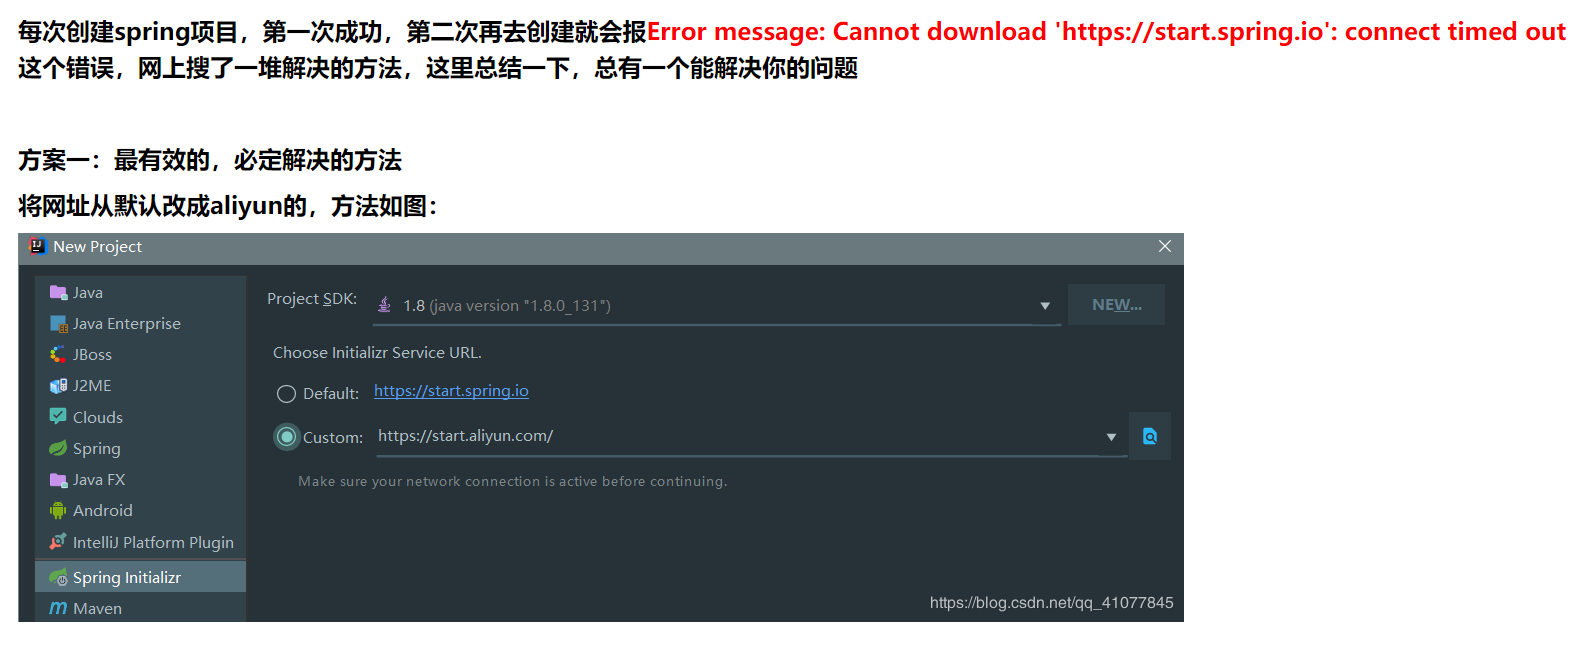 每次创建spring项目，第一次成功，第二次再去创建就会报Error message: Cannot download 'https://start.spring.io': connect timed out
这个错误，网上搜了一堆解决的方法，这里总结一下，总有一个能解决你的问题
方案一：最有效的，必定解决的方法
将网址从默认改成aliyun的，方法如图：
New Project
Java
Java Enterprise
JBoss
J2ME
Clouds
Spring
Java FX
Android
IntelliJ Platform Plugin
Spring Initializr
Maven
Project SDK: 1.8 (java version "1.8.0_131") NEW...
Choose Initializr Service URL.
Default: https://start.spring.io
Custom: https://start.aliyun.com/
Make sure your network connection is active before continuing.
https://blog.csdn.net/qq_41077845